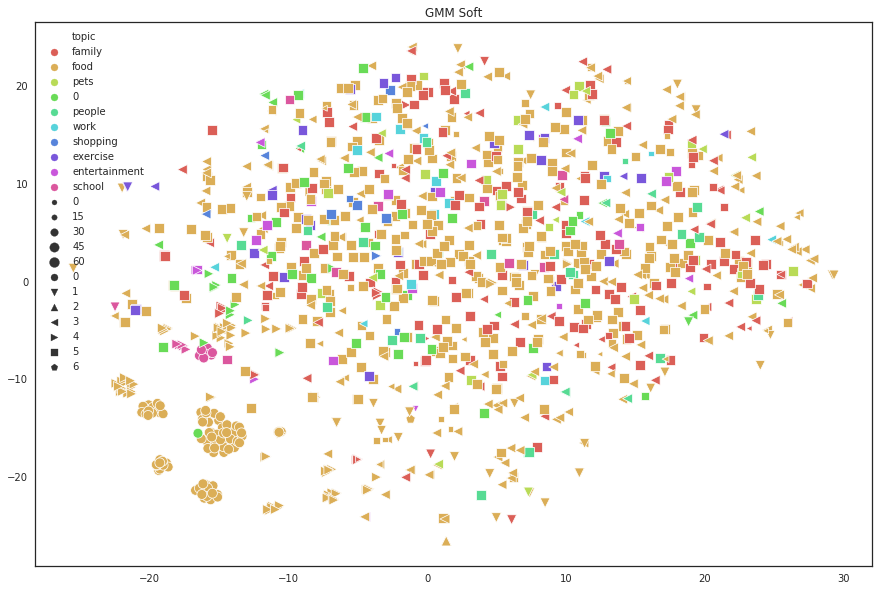 GMM Soft
topic
family
food
pets
0
people
work
shopping
exercise
entertainment
school
0
15
30
45
60
0
1
2
3
4
5
6
20
10
0
−10
−20
−20 −10 0 10 20 30